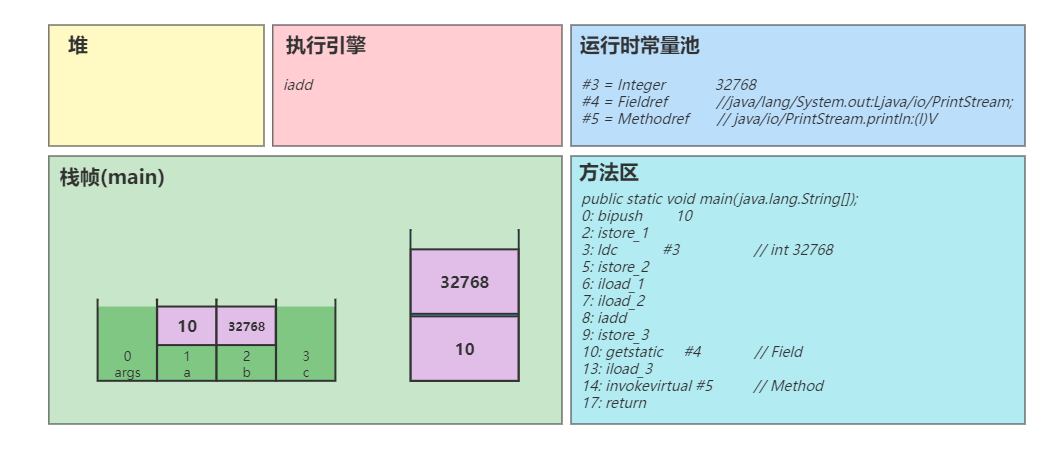 堆
执行引擎
iadd
运行时常量池
#3 = Integer 32768
#4 = Fieldref //java/lang/System.out:Ljava/io/PrintStream;
#5 = Methodref // java/io/PrintStream.println:(I)V
栈帧(main)
32768
10
10 32768
0 1 2 3
args a b c
方法区
public static void main(java.lang.String[]);
0: bipush 10
2: istore_1
3: ldc #3 // int 32768
5: istore_2
6: iload_1
7: iload_2
8: iadd
9: istore_3
10: getstatic #4 // Field
13: iload_3
14: invokevirtual #5 // Method
17: return